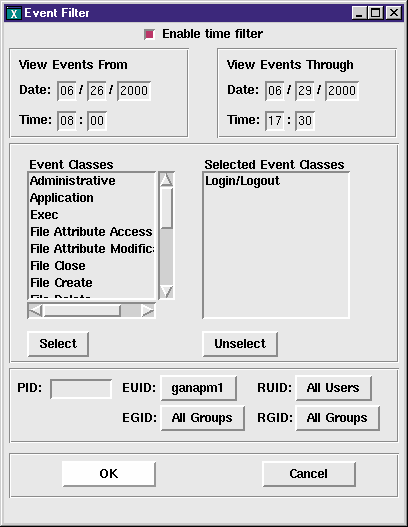 Event Filter
Enable time filter
View Events From
Date: 06 / 26 / 2000
Time: 08 : 00
View Events Through
Date: 06 / 29 / 2000
Time: 17 : 30
Event Classes
Administrative
Application
Exec
File Attribute Access
File Attribute Modifica
File Close
File Create
File Delete
Select
Selected Event Classes
Login/Logout
Unselect
PID:
EUID: ganapm1
RUID: All Users
EGID: All Groups
RGID: All Groups
OK
Cancel